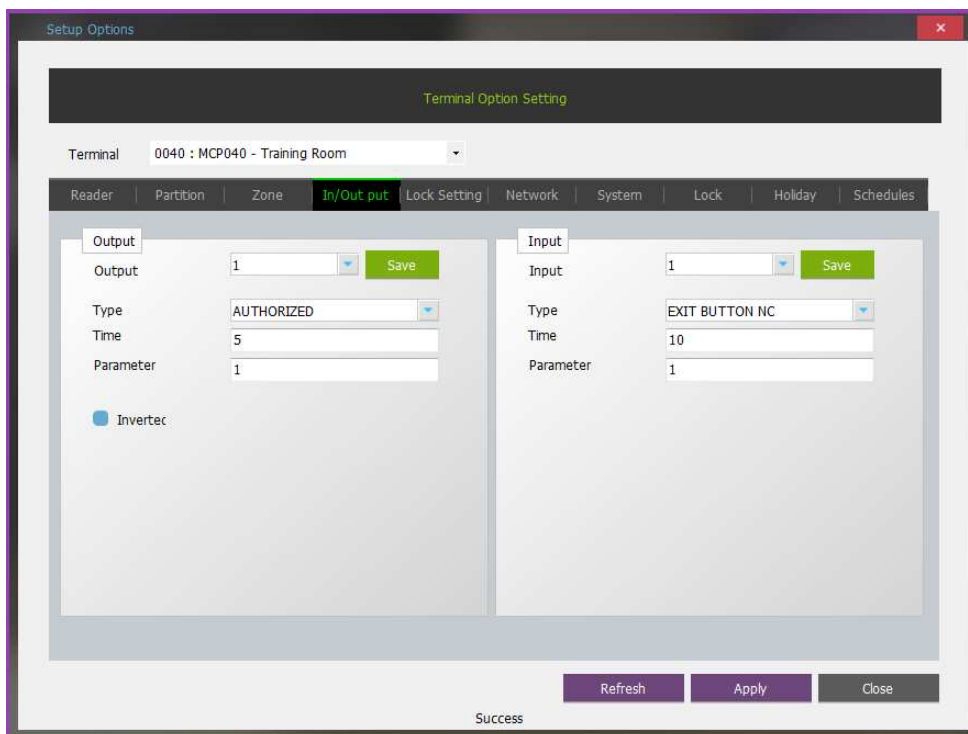 Setup Options
Terminal Option Setting
Terminal 0040 : MCP040 - Training Room
Reader Partition Zone In/Out put Lock Setting Network System Lock Holiday Schedules
Output
Output 1 Save
Type AUTHORIZED
Time 5
Parameter 1
Invertec
Input
Input 1 Save
Type EXIT BUTTON NC
Time 10
Parameter 1
Refresh Apply Close
Success